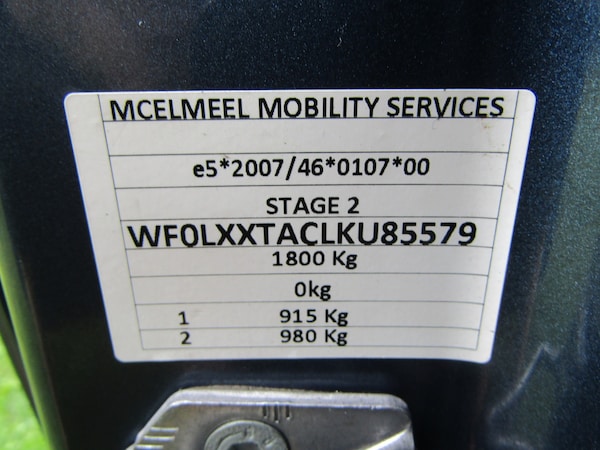 MCELMEEL MOBILITY SERVICES
e5*2007/46*0107*00
STAGE 2
WF0LXXTACLKU85579
1800 Kg
0kg
1 915 Kg
2 980 Kg